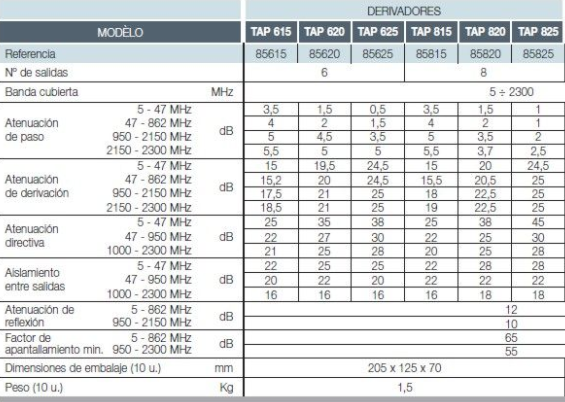 DERIVADORES
MODÈLO TAP 615 TAP 620 TAP 625 TAP 815 TAP 820 TAP 825
Referencia 85615 85620 85625 85815 85820 85825
Nº de salidas 6 8
Banda cubierta MHz 5 ÷ 2300
Atenuación de paso dB
5 - 47 MHz 3,5 1,5 0,5 3,5 1,5 1
47 - 862 MHz 4 2 1,5 4 2 1
950 - 2150 MHz 5 4,5 3,5 5 3,5 2
2150 - 2300 MHz 5,5 5 5 5,5 3,7 2,5
Atenuación de derivación dB
5 - 47 MHz 15 19,5 24,5 15 20 24,5
47 - 862 MHz 15,2 20 24,5 15,5 20,5 25
950 - 2150 MHz 17,5 21 25 18 22,5 25
2150 - 2300 MHz 18,5 21 25 19 22,5 25
Atenuación directiva dB
5 - 47 MHz 25 35 38 25 38 45
47 - 950 MHz 22 27 30 22 25 30
1000 - 2300 MHz 21 25 28 20 25 28
Aislamiento entre salidas dB
5 - 47 MHz 22 25 25 22 28 28
47 - 950 MHz 20 22 20 22 22 22
1000 - 2300 MHz 16 16 16 16 18 18
Atenuación de reflexión dB
5 - 862 MHz 12
950 - 2150 MHz 10
Factor de apantallamiento min. dB
5 - 862 MHz 65
950 - 2300 MHz 55
Dimensiones de embalaje (10 u.) mm 205 x 125 x 70
Peso (10 u.) Kg 1,5